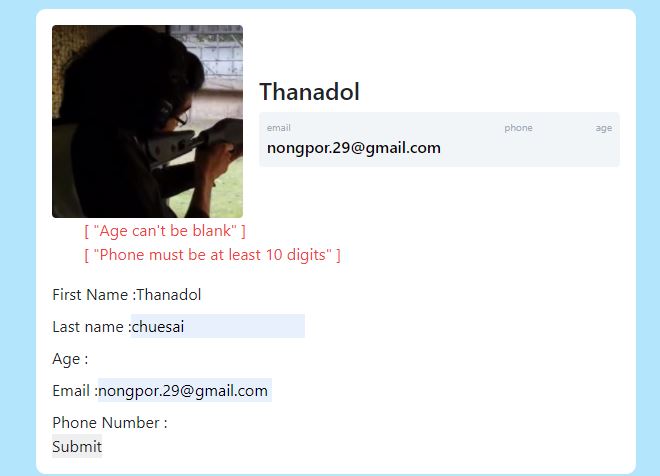 Thanadol
email phone age
nongpor.29@gmail.com
[ "Age can't be blank" ]
[ "Phone must be at least 10 digits" ]
First Name :Thanadol
Last name :chuesai
Age :
Email :nongpor.29@gmail.com
Phone Number :
Submit